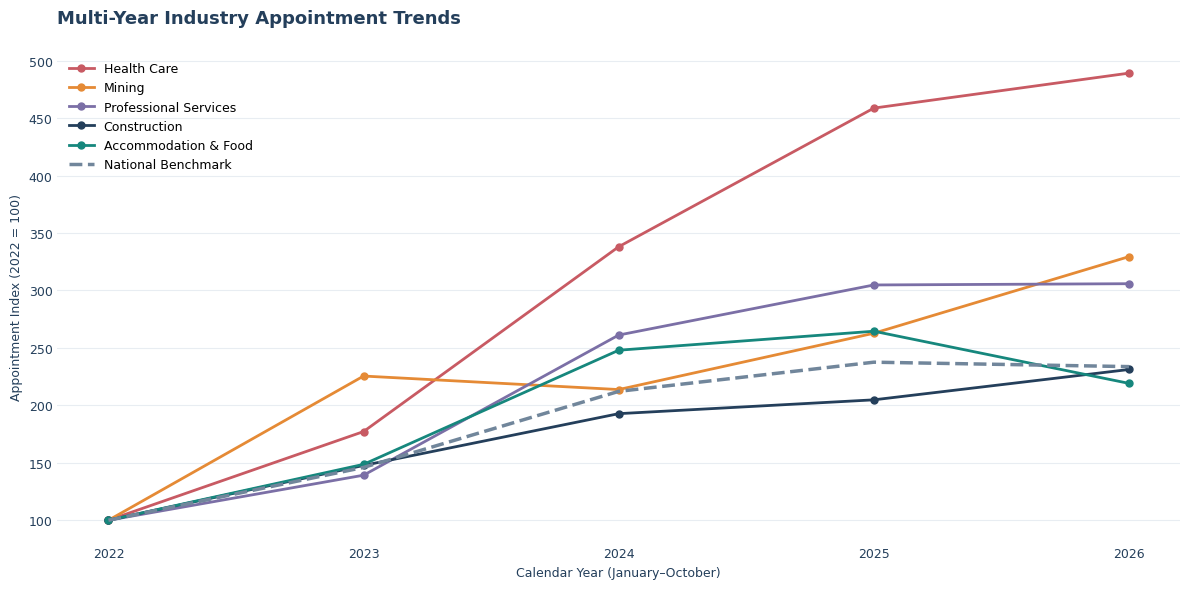 Multi-Year Industry Appointment Trends
Health Care
Mining
Professional Services
Construction
Accommodation & Food
National Benchmark
Appointment Index (2022 = 100)
500
450
400
350
300
250
200
150
100
2022 2023 2024 2025 2026
Calendar Year (January–October)